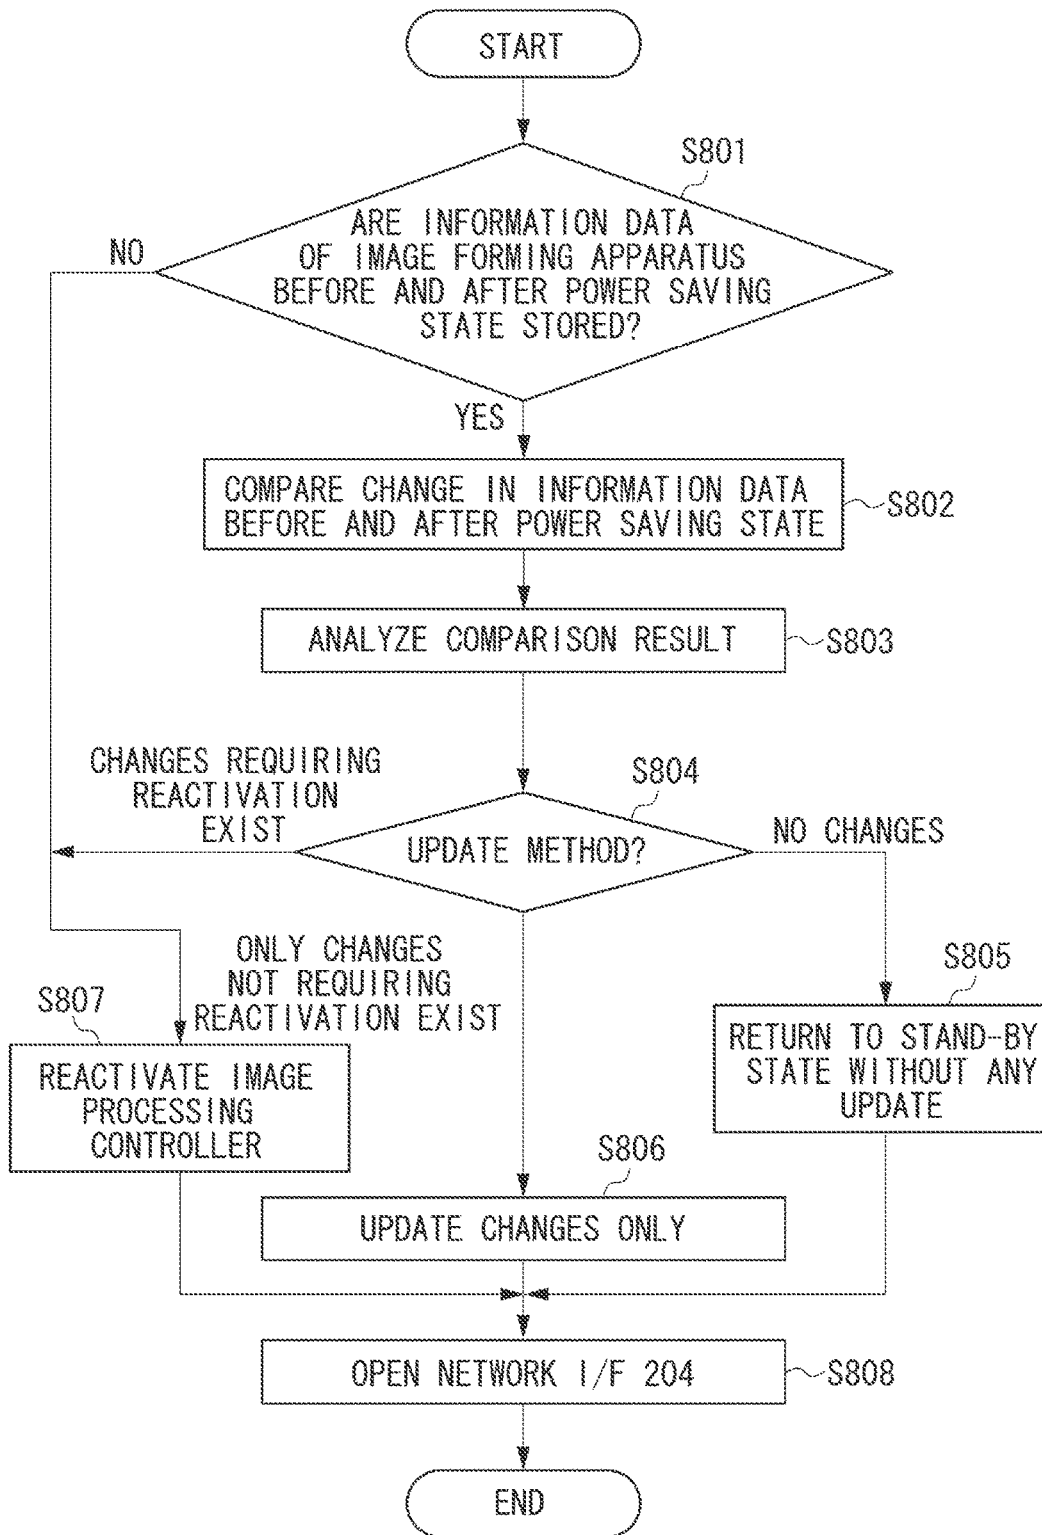 START
S801
ARE INFORMATION DATA
OF IMAGE FORMING APPARATUS
BEFORE AND AFTER POWER SAVING
STATE STORED?
NO
YES
COMPARE CHANGE IN INFORMATION DATA
BEFORE AND AFTER POWER SAVING STATE
S802
ANALYZE COMPARISON RESULT
S803
CHANGES REQUIRING
REACTIVATION
EXIST
S804
UPDATE METHOD?
NO CHANGES
ONLY CHANGES
NOT REQUIRING
REACTIVATION EXIST
S805
RETURN TO STAND-BY
STATE WITHOUT ANY
UPDATE
S807
REACTIVATE IMAGE
PROCESSING
CONTROLLER
S806
UPDATE CHANGES ONLY
OPEN NETWORK I/F 204
S808
END